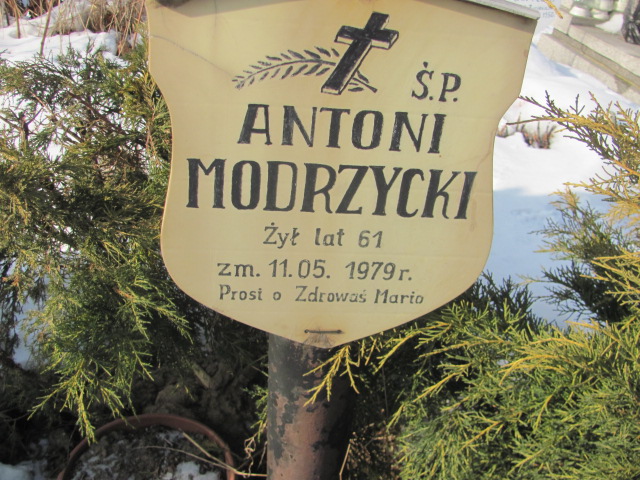 Ś.P.
ANTONI
MODRZYCKI
Żył lat 61
zm. 11.05. 1979 r.
Prosi o Zdrowaś Mario